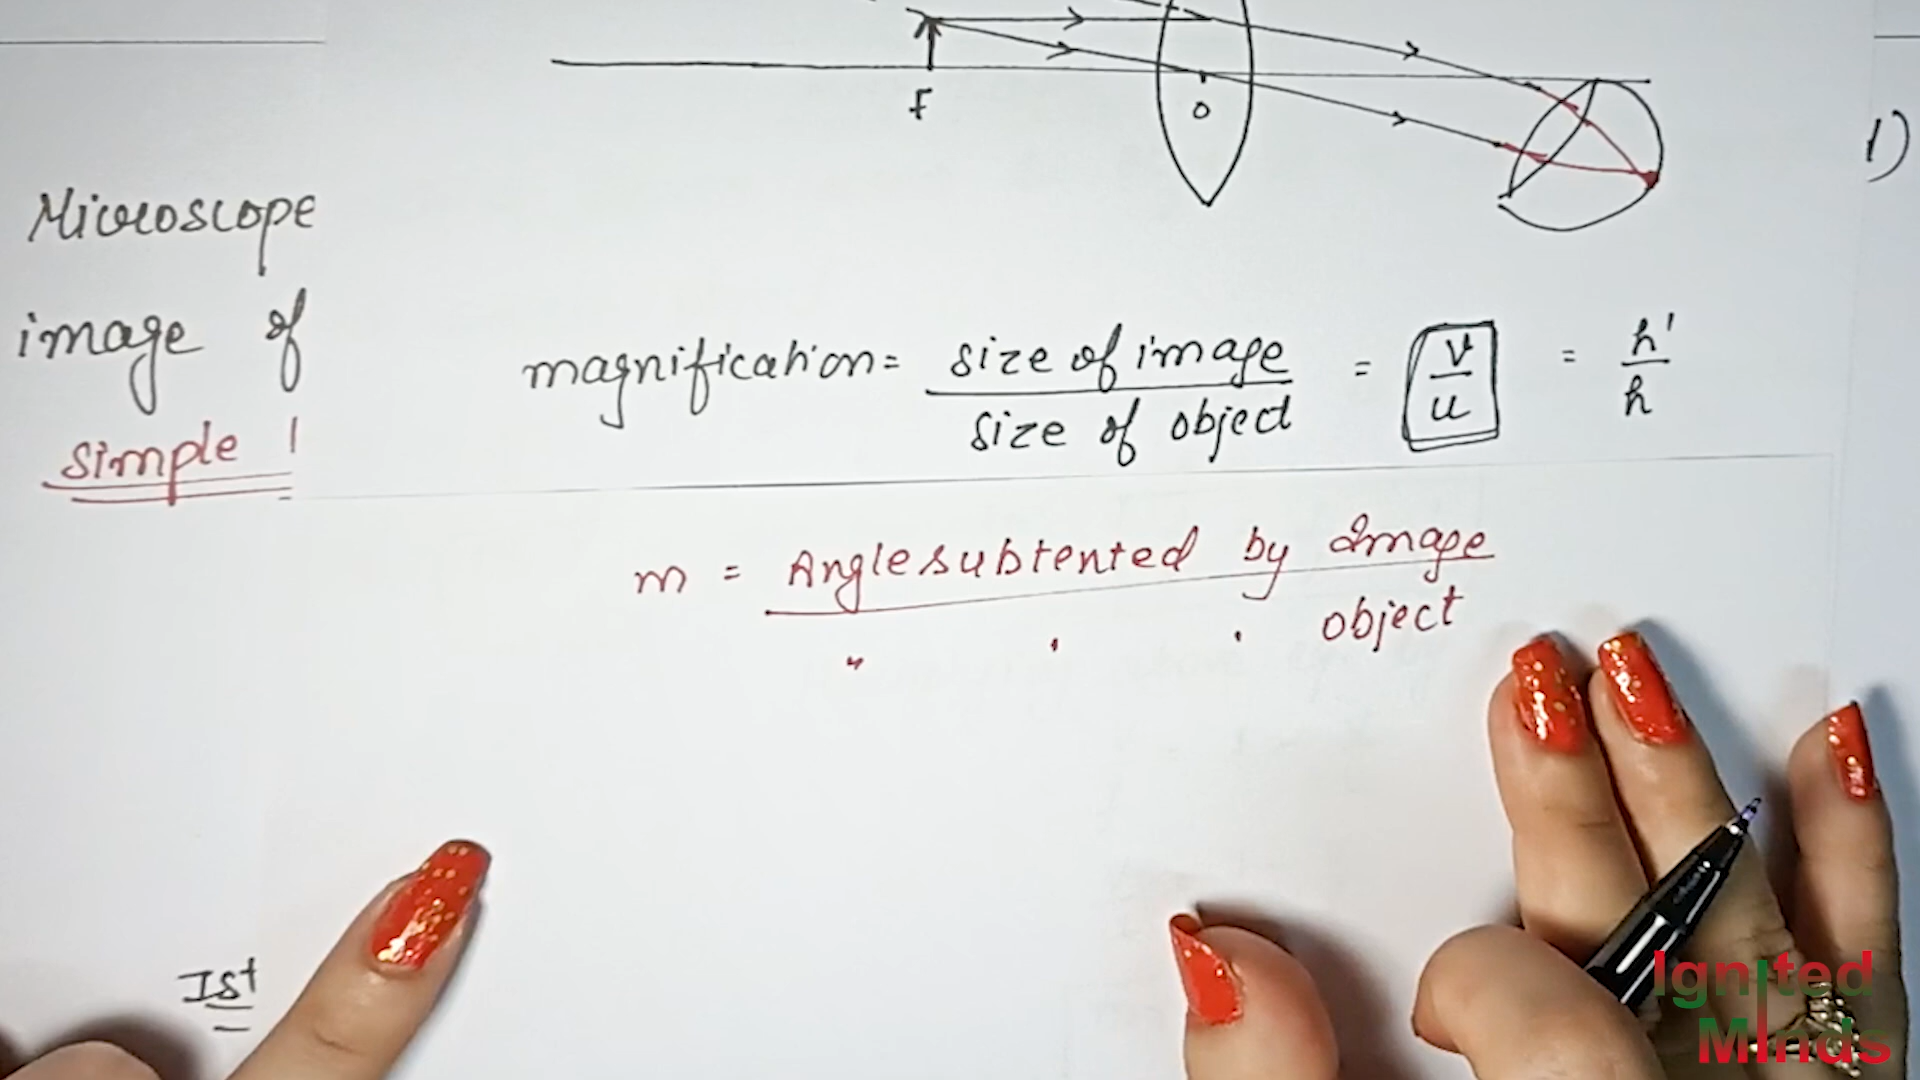 F
O
1)
Microscope
image of
simple
magnification = size of image / size of object = v/u = h'/h
m = Angle subtented by Image / " " " object
Ist
Ignited
Minds